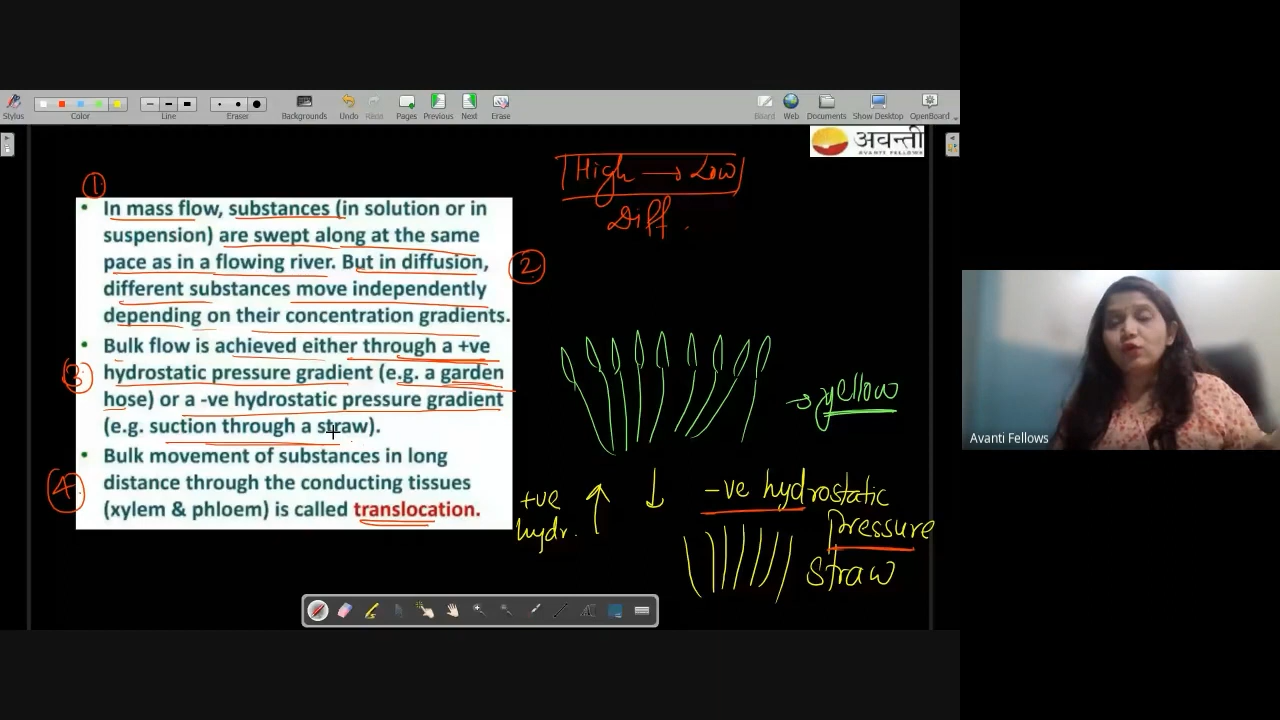 Stylus
Color
Line
Eraser
Backgrounds
Undo
Redo
Pages
Previous
Next
Erase
Board
Web
Documents
Show Desktop
OpenBoard
अवन्ती
AVANTI FELLOWS
High → Low
Diff.
①
• In mass flow, substances (in solution or in
suspension) are swept along at the same
pace as in a flowing river. But in diffusion,
②
different substances move independently
depending on their concentration gradients.
• Bulk flow is achieved either through a +ve
③
hydrostatic pressure gradient (e.g. a garden
hose) or a -ve hydrostatic pressure gradient
(e.g. suction through a straw).
• Bulk movement of substances in long
④
distance through the conducting tissues
(xylem & phloem) is called translocation.
→ yellow
+ve
hydr.
↑
↓
-ve hydrostatic
pressure
straw
Avanti Fellows